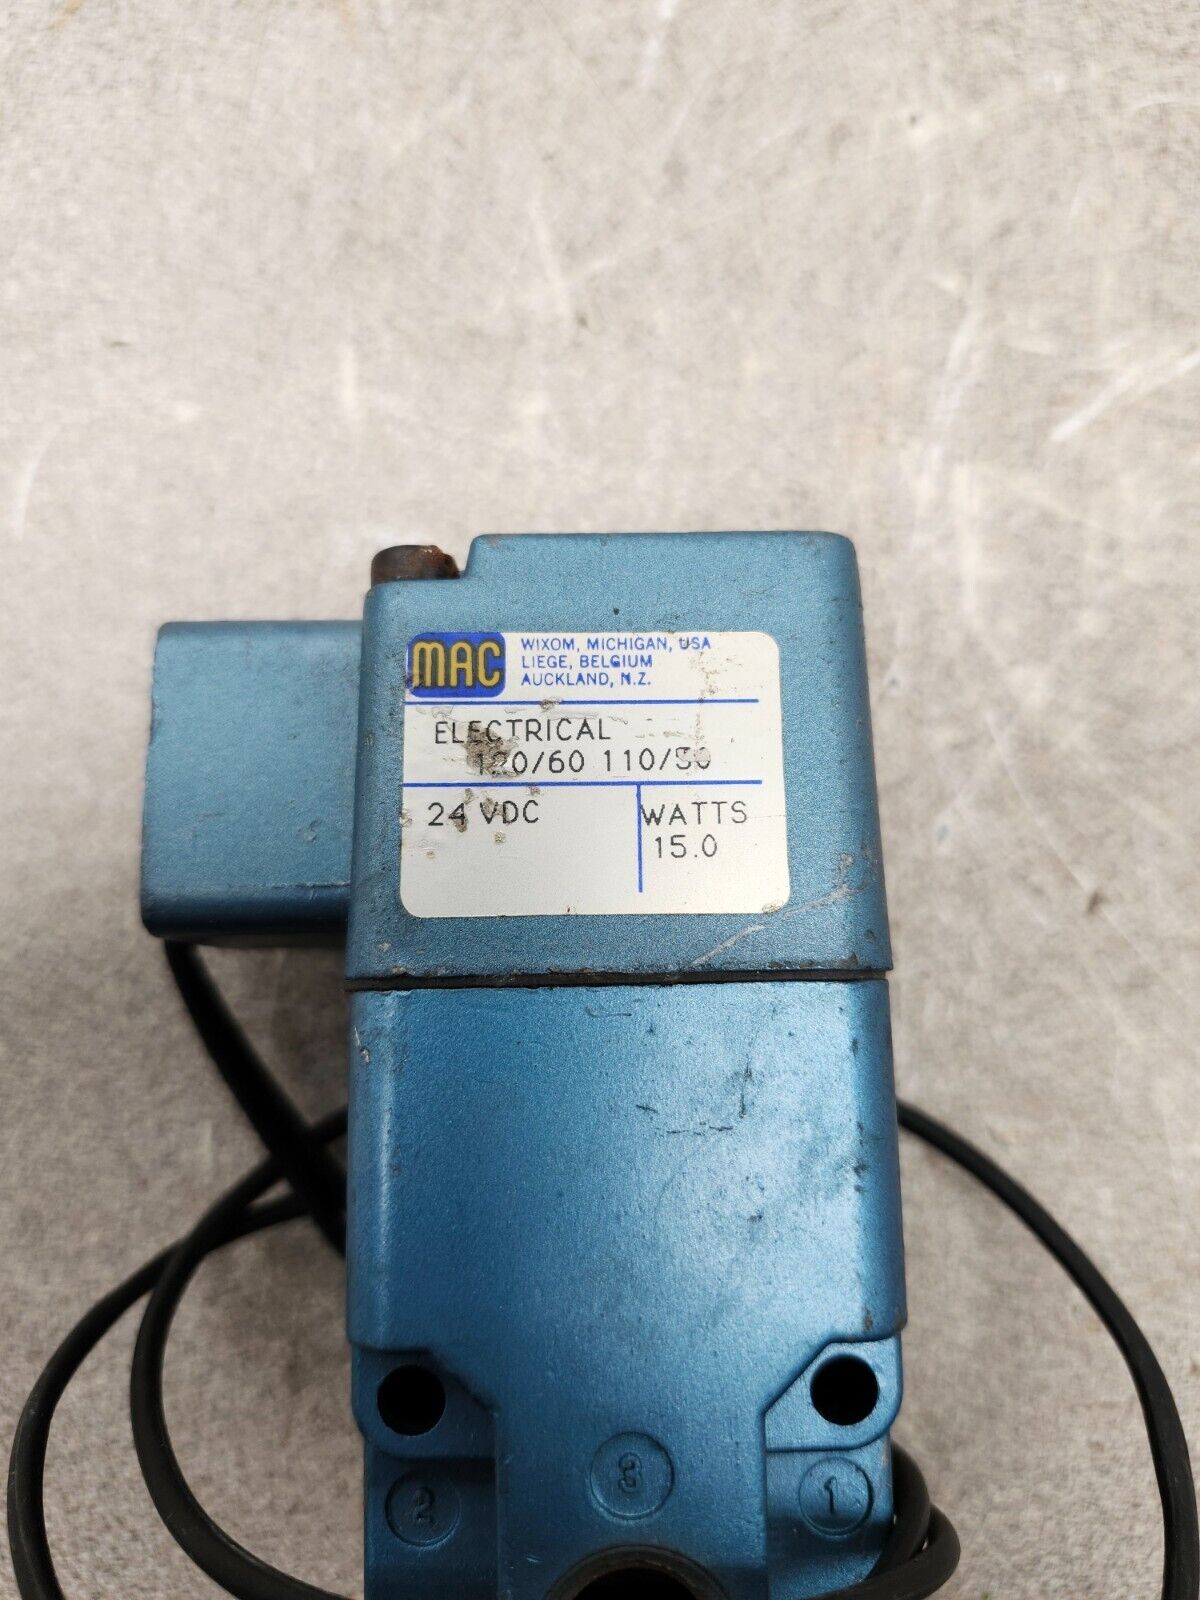 MAC
WIXOM, MICHIGAN, USA
LIEGE, BELGIUM
AUCKLAND, N.Z.
ELECTRICAL
120/60 110/50
24 VDC
WATTS
15.0
2
3
1